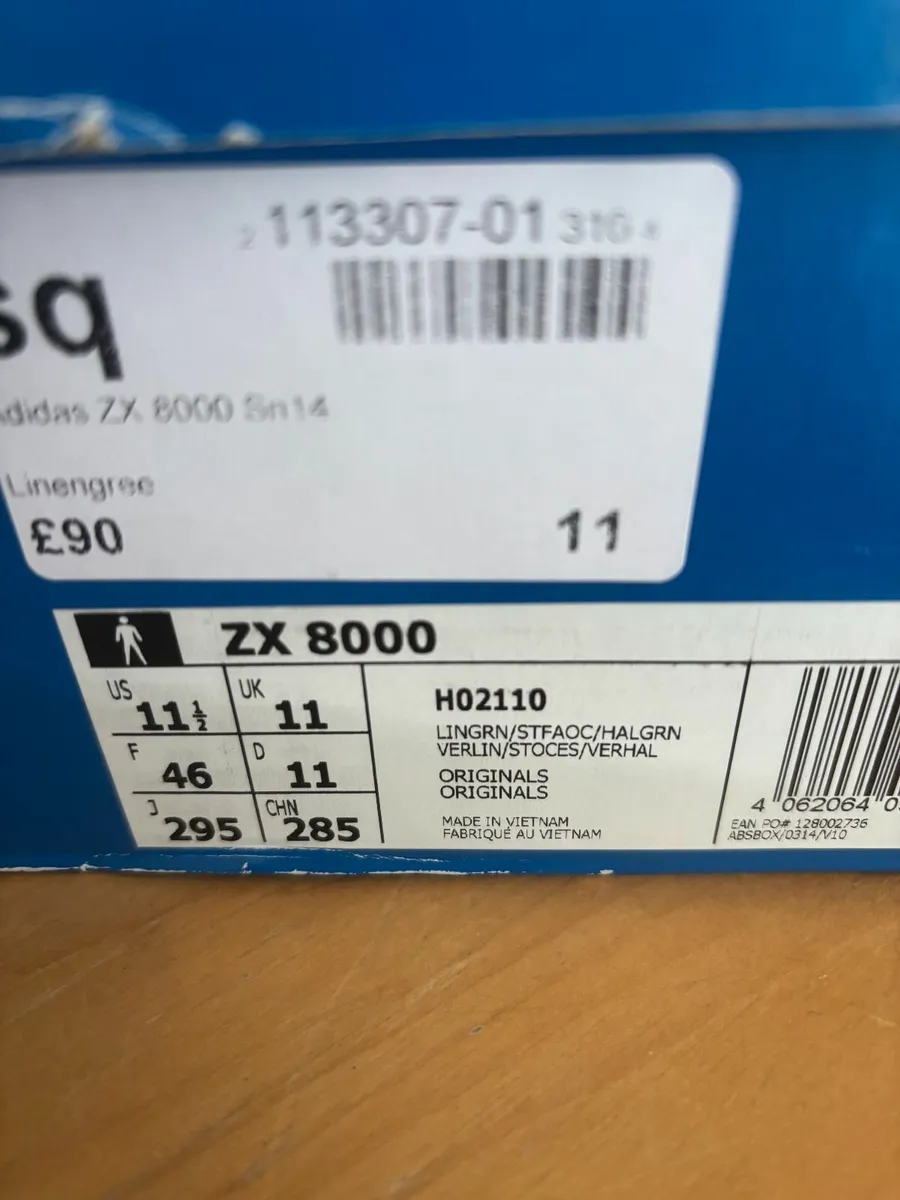 113307-01 310
sq
adidas ZX 8000 Sn14
Linengree
£90
11
ZX 8000
US 11½ UK 11
F 46 D 11
J 295 CHN 285
H02110
LINGRN/STFAOC/HALGRN
VERLIN/STOCES/VERHAL
ORIGINALS
ORIGINALS
MADE IN VIETNAM
FABRIQUÉ AU VIETNAM
4 062064 0
EAN PO# 128002736
ABSBOX/0314/V10